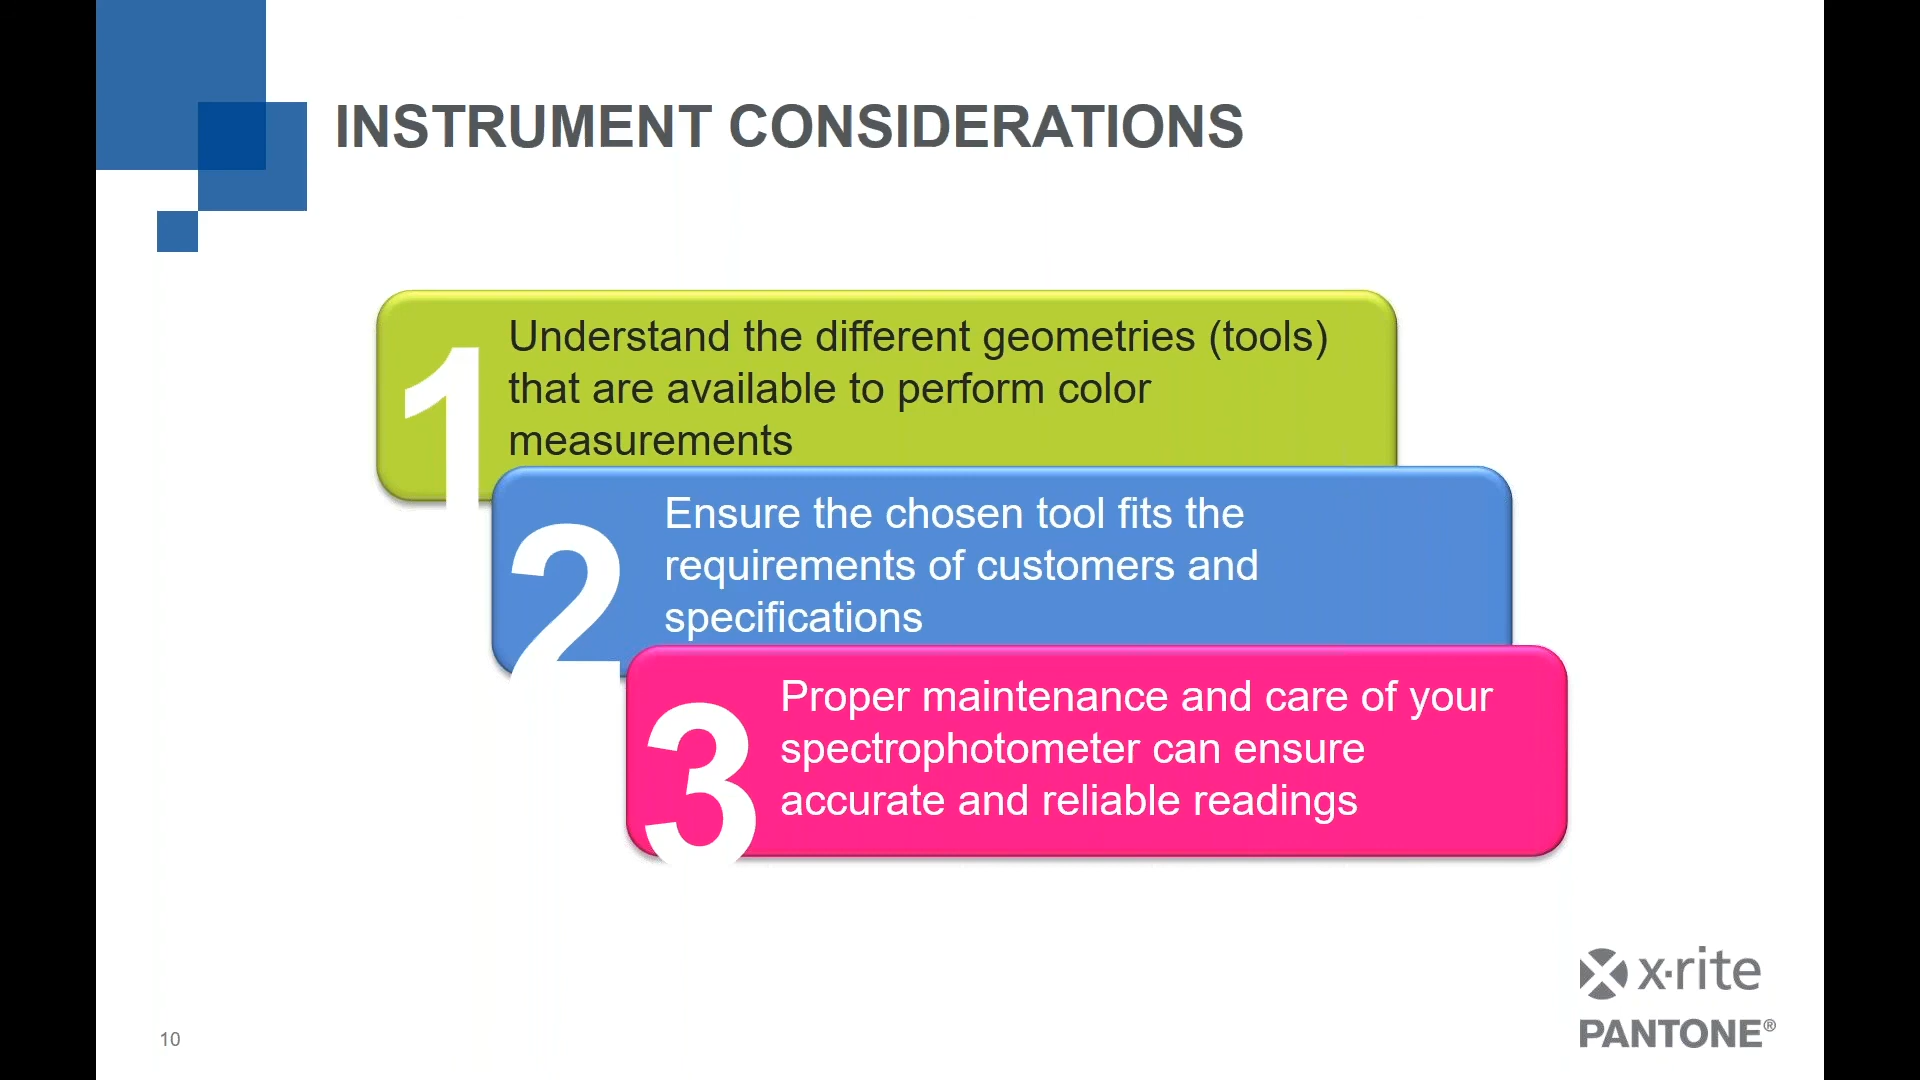 INSTRUMENT CONSIDERATIONS
1
Understand the different geometries (tools)
that are available to perform color
measurements
2
Ensure the chosen tool fits the
requirements of customers and
specifications
3
Proper maintenance and care of your
spectrophotometer can ensure
accurate and reliable readings
10
x·rite
PANTONE®